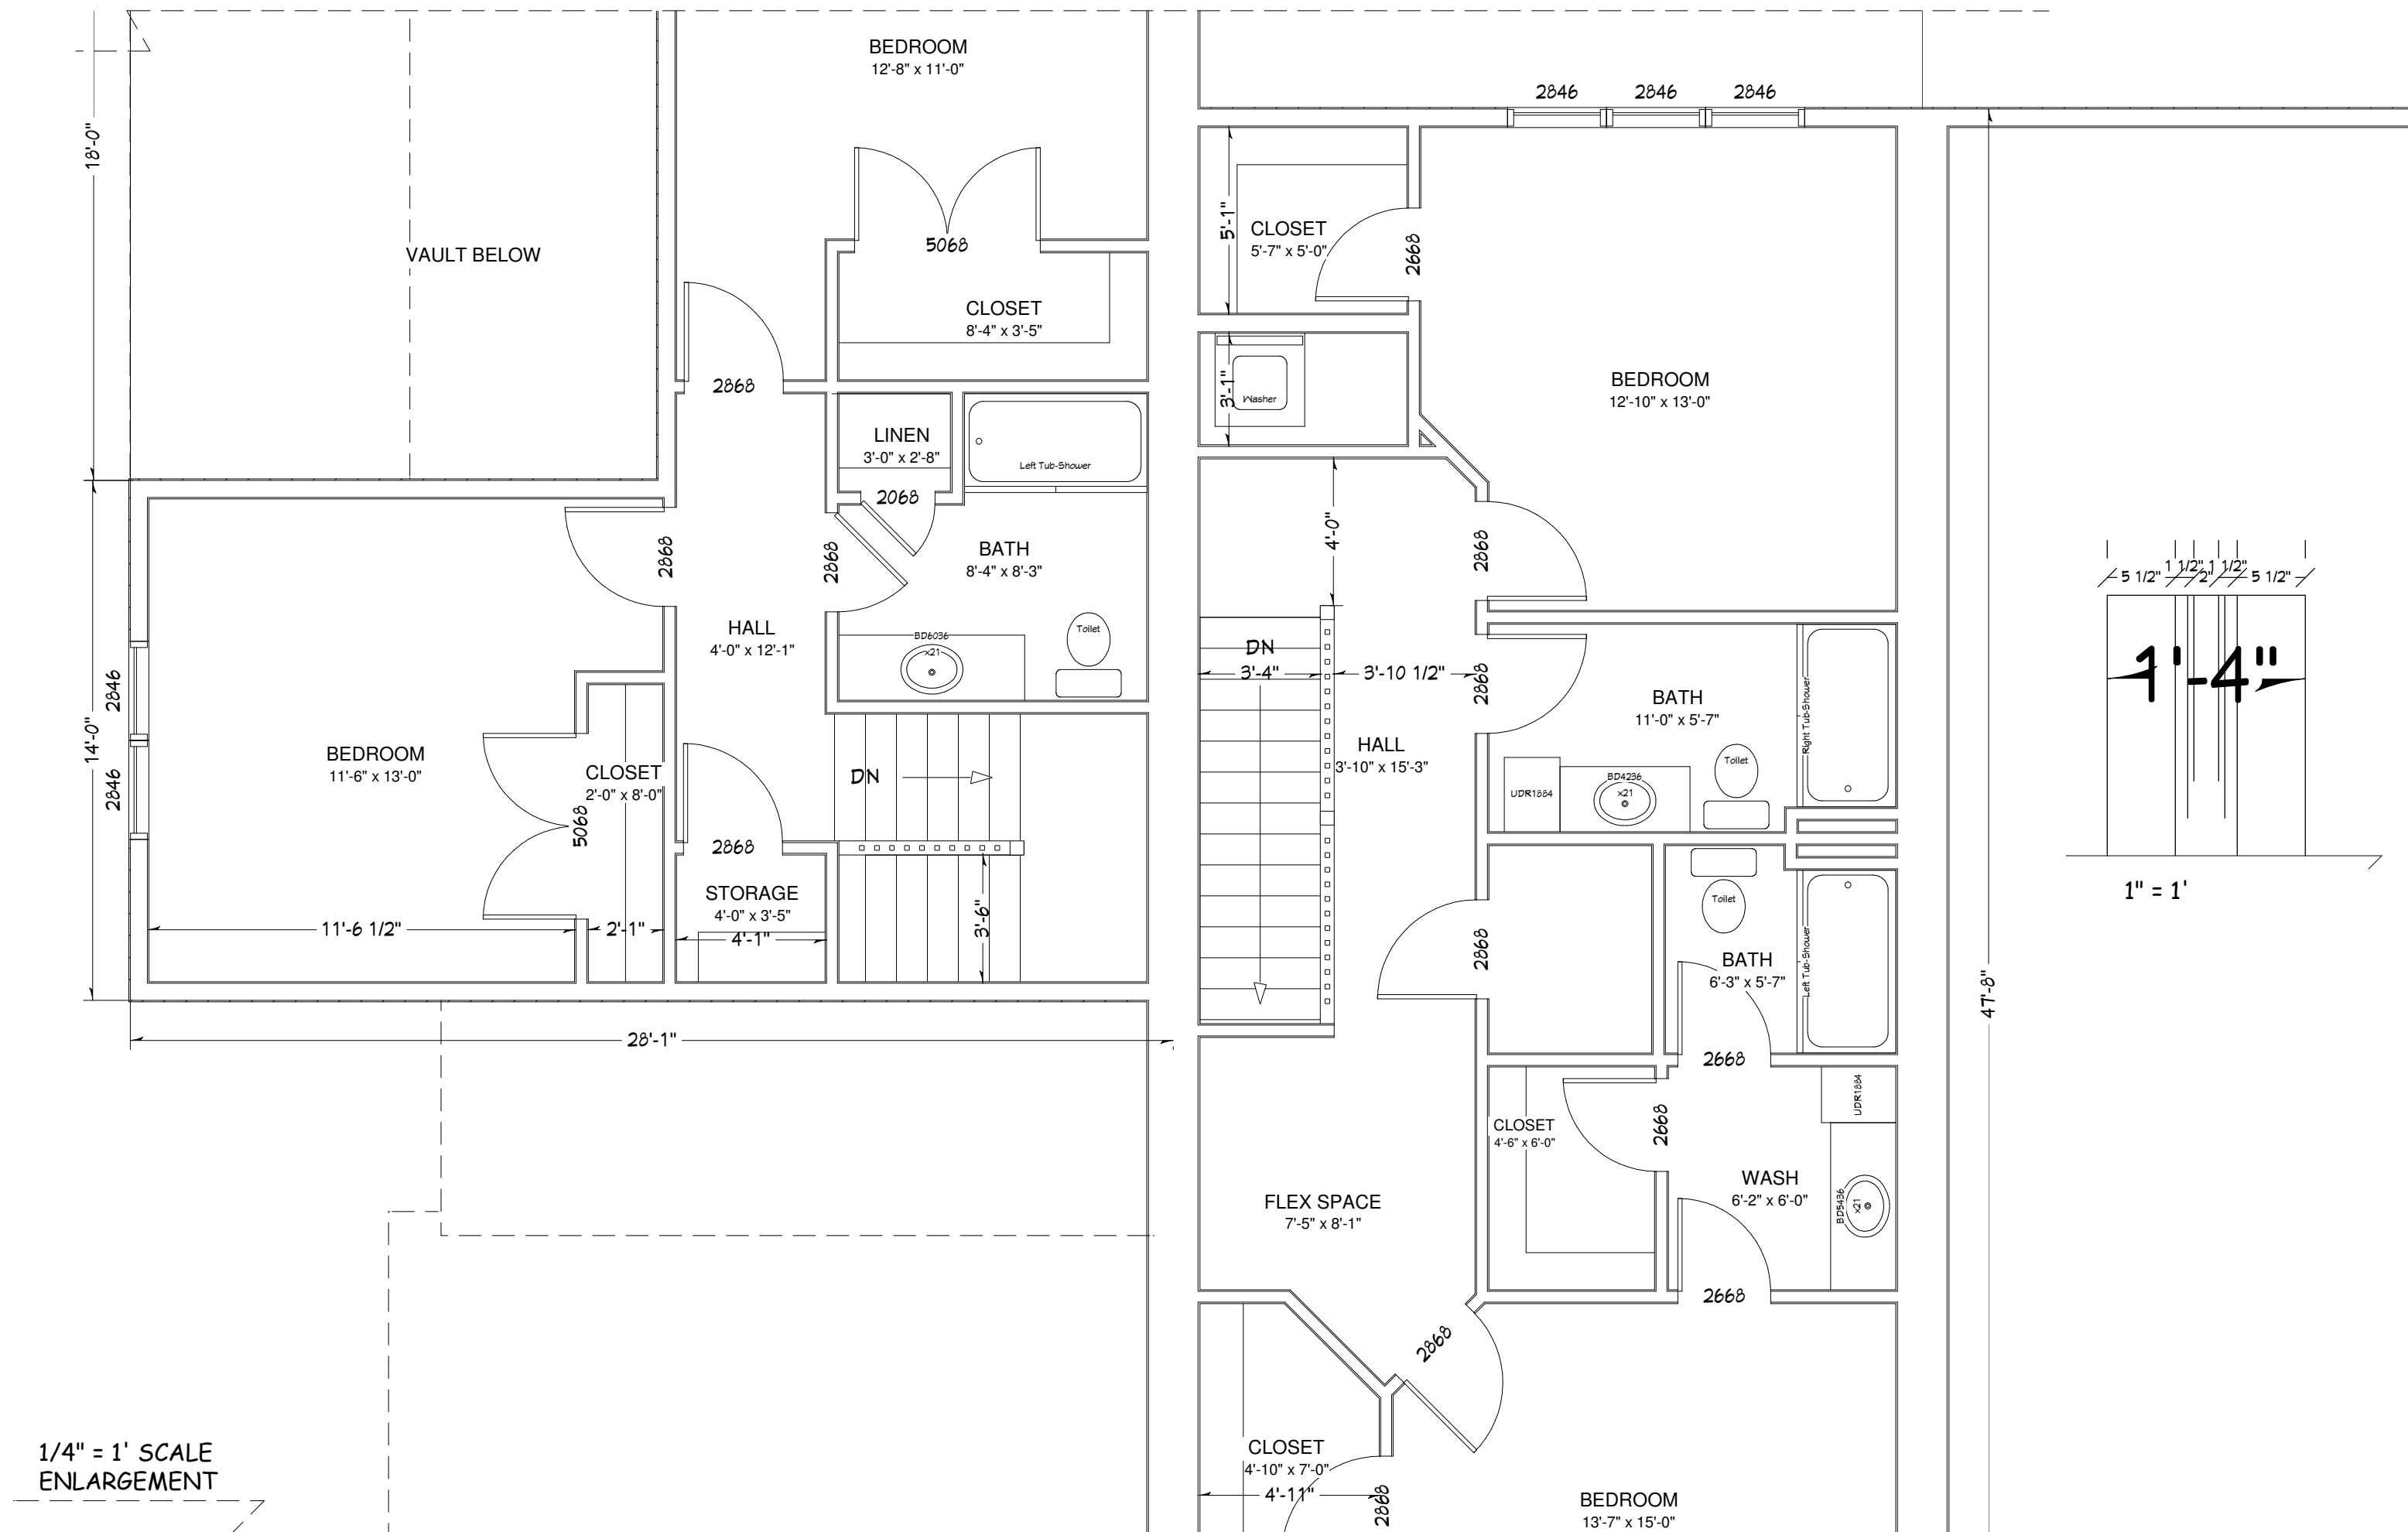 BEDROOM
12'-8" x 11'-0"
2846 2846 2846
18'-0"
5'-1"
CLOSET
5'-7" x 5'-0"
2668
5068
VAULT BELOW
CLOSET
8'-4" x 3'-5"
2868
3'-1"
Washer
BEDROOM
12'-10" x 13'-0"
LINEN
3'-0" x 2'-8"
Left Tub-Shower
2068
4'-0"
2868
2868
2868
BATH
8'-4" x 8'-3"
5 1/2" 1 1/2" 2" 1 1/2" 5 1/2"
1'-4"
1" = 1'
HALL
4'-0" x 12'-1"
BD6036
x21
Toilet
DN
3'-4"
3'-10 1/2"
2868
BATH
11'-0" x 5'-7"
Right Tub-Shower
2846
2846
14'-0"
BEDROOM
11'-6" x 13'-0"
CLOSET
2'-0" x 8'-0"
5068
DN
HALL
3'-10" x 15'-3"
UDR1884
BD4236
x21
Toilet
2868
STORAGE
4'-0" x 3'-5"
11'-6 1/2"
2'-1"
4'-1"
3'-6"
2868
Toilet
BATH
6'-3" x 5'-7"
Left Tub-Shower
47'-8"
28'-1"
2668
UDR1884
CLOSET
4'-6" x 6'-0"
2668
WASH
6'-2" x 6'-0"
BD5436
x21
FLEX SPACE
7'-5" x 8'-1"
2668
2868
1/4" = 1' SCALE
ENLARGEMENT
CLOSET
4'-10" x 7'-0"
4'-11"
2868
BEDROOM
13'-7" x 15'-0"